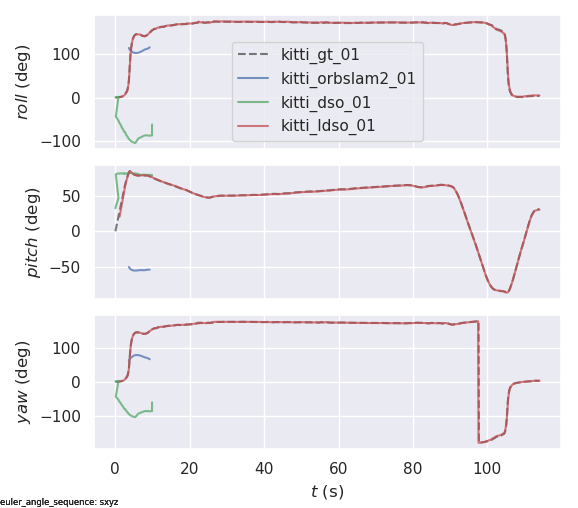 roll (deg)
100
0
−100
kitti_gt_01
kitti_orbslam2_01
kitti_dso_01
kitti_ldso_01
pitch (deg)
50
0
−50
yaw (deg)
100
0
−100
0
20
40
60
80
100
t (s)
euler_angle_sequence: sxyz